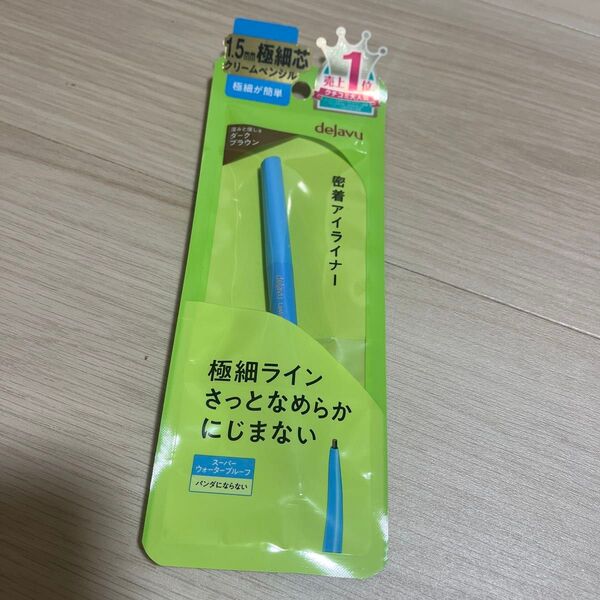 1.5mm極細芯
クリームペンシル
極細が簡単
売上1位
dejavu
ダーク
ブラウン
密着アイライナー
dejavu
極細ライン
さっとなめらか
にじまない
スーパー
ウォータープルーフ
パンダにならない